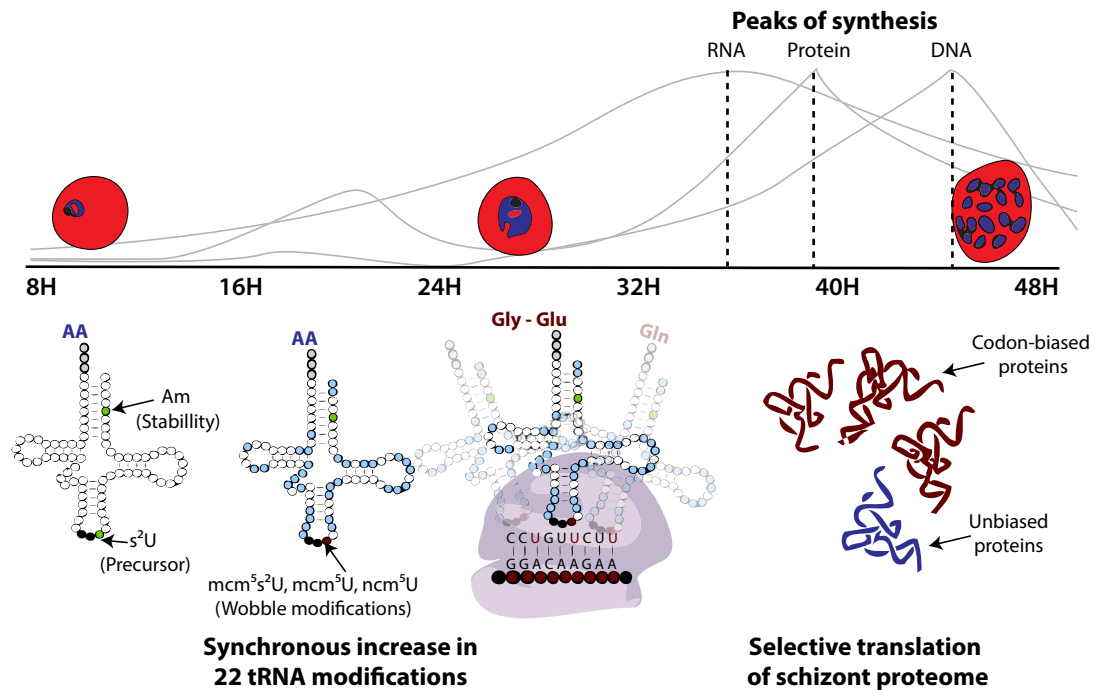 Peaks of synthesis
RNA Protein DNA
8H 16H 24H 32H 40H 48H
AA
Am
(Stabillity)
s²U
(Precursor)
AA
mcm⁵s²U, mcm⁵U, ncm⁵U
(Wobble modifications)
Gly - Glu
Gln
CCUGUUCUU
GGACAAGAA
Codon-biased
proteins
Unbiased
proteins
Synchronous increase in
22 tRNA modifications
Selective translation
of schizont proteome